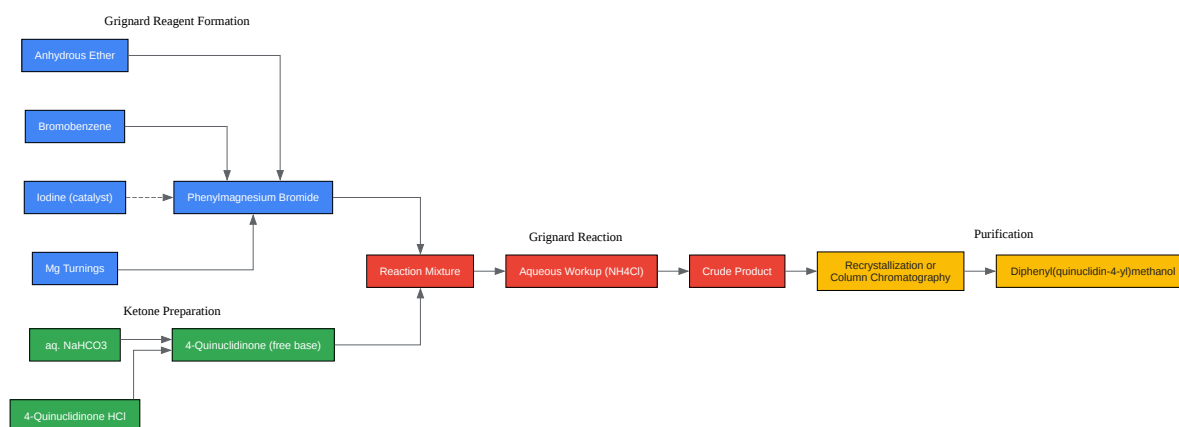 Grignard Reagent Formation
Anhydrous Ether
Bromobenzene
Iodine (catalyst)
Phenylmagnesium Bromide
Mg Turnings
Grignard Reaction
Purification
Reaction Mixture
Aqueous Workup (NH4Cl)
Crude Product
Recrystallization or
Column Chromatography
Diphenyl(quinuclidin-4-yl)methanol
Ketone Preparation
aq. NaHCO3
4-Quinuclidinone (free base)
4-Quinuclidinone HCl